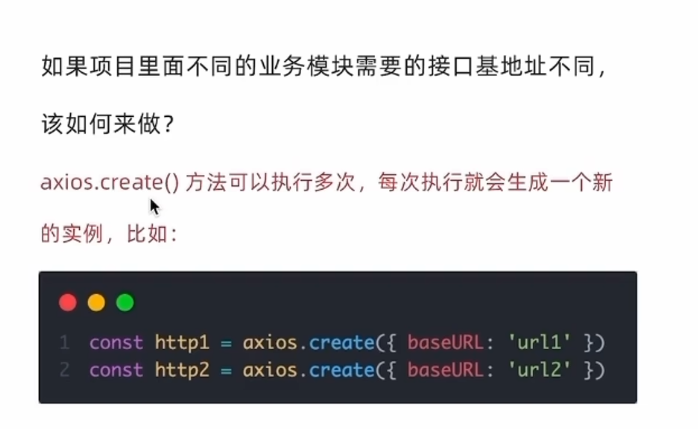 如果项目里面不同的业务模块需要的接口基地址不同，
该如何来做？
axios.create() 方法可以执行多次，每次执行就会生成一个新
的实例，比如：
1 const http1 = axios.create({ baseURL: 'url1' })
2 const http2 = axios.create({ baseURL: 'url2' })